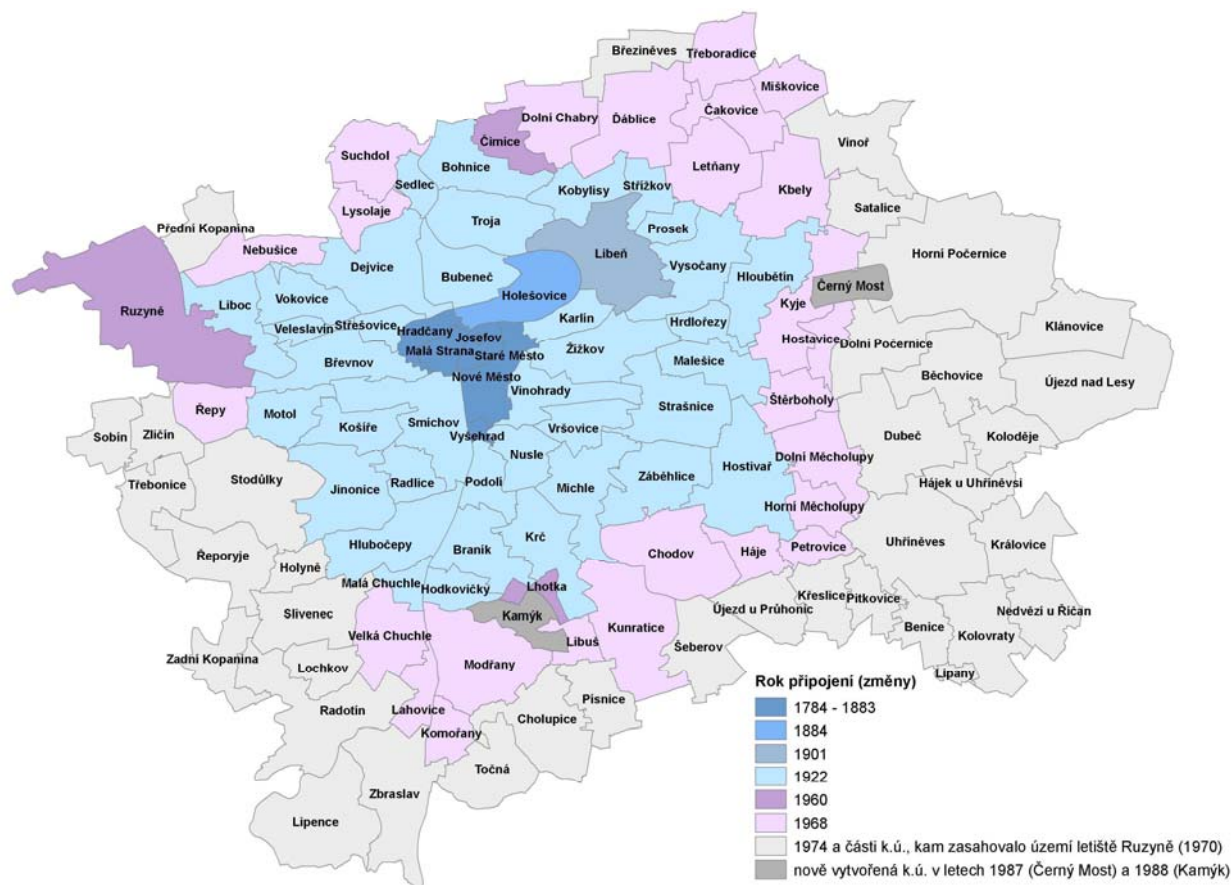 Březiněves
Třeboradice
Miškovice
Dolní Chabry
Ďáblice
Čakovice
Čimice
Vinoř
Suchdol
Bohnice
Letňany
Kbely
Sedlec
Kobylisy
Střížkov
Satalice
Lysolaje
Troja
Prosek
Přední Kopanina
Nebušice
Libeň
Horní Počernice
Dejvice
Bubeneč
Vysočany
Hloubětín
Ruzyně
Liboc
Vokovice
Holešovice
Černý Most
Kyje
Veleslavín
Střešovice
Hradčany
Josefov
Karlín
Hrdlořezy
Klánovice
Malá Strana
Staré Město
Žižkov
Malešice
Hostavice
Dolní Počernice
Břevnov
Nové Město
Vinohrady
Běchovice
Újezd nad Lesy
Řepy
Motol
Košíře
Smíchov
Strašnice
Štěrboholy
Sobín
Zličín
Vyšehrad
Vršovice
Dubeč
Koloděje
Třebonice
Stodůlky
Jinonice
Radlice
Podolí
Nusle
Michle
Záběhlice
Hostivař
Dolní Měcholupy
Hájek u Uhříněvsi
Horní Měcholupy
Řeporyje
Hlubočepy
Braník
Krč
Chodov
Háje
Petrovice
Uhříněves
Královice
Holyně
Malá Chuchle
Hodkovičky
Lhotka
Slivenec
Kamýk
Újezd u Průhonic
Křeslice
Pitkovice
Nedvězí u Říčan
Velká Chuchle
Libuš
Kunratice
Šeberov
Benice
Kolovraty
Zadní Kopanina
Lochkov
Modřany
Lipany
Radotín
Lahovice
Písnice
Komořany
Cholupice
Točná
Zbraslav
Lipence
Rok připojení (změny)
1784 - 1883
1884
1901
1922
1960
1968
1974 a části k.ú., kam zasahovalo území letiště Ruzyně (1970)
nově vytvořená k.ú. v letech 1987 (Černý Most) a 1988 (Kamýk)